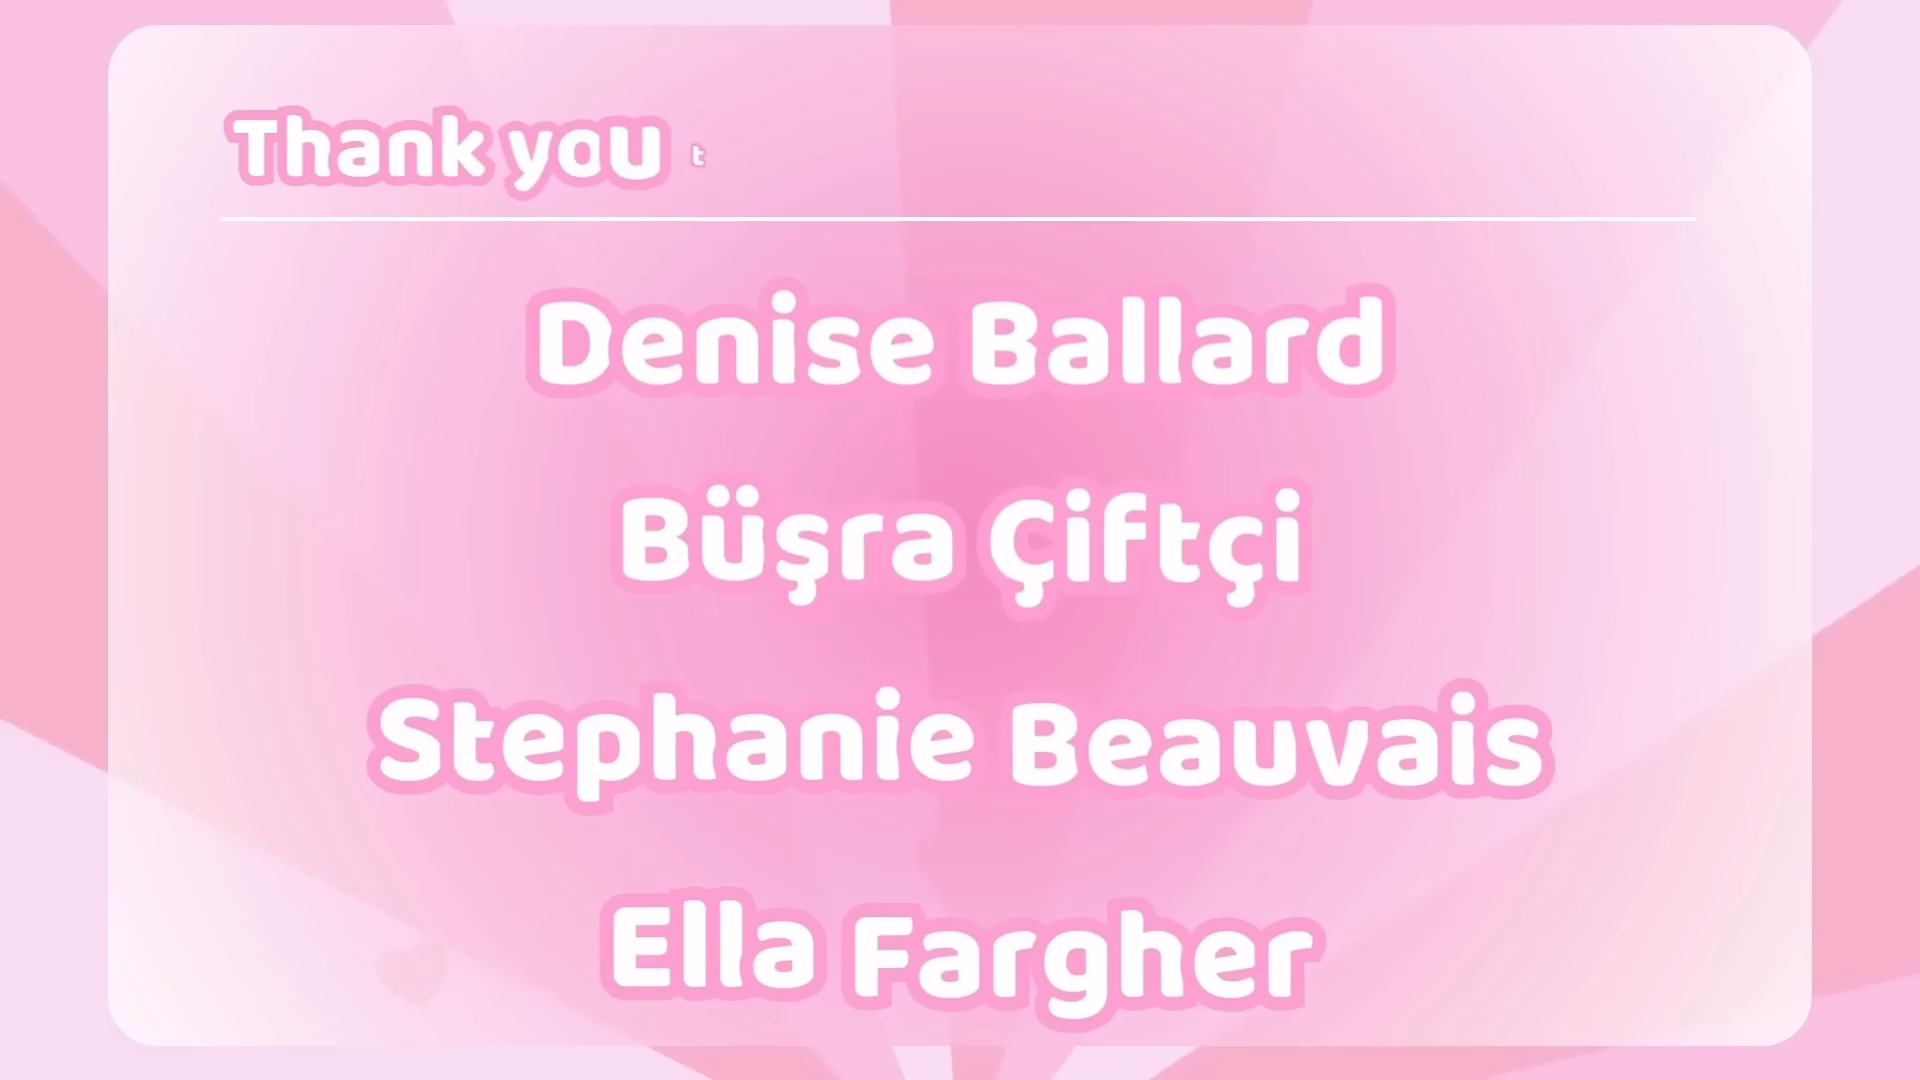 Thank you t
Denise Ballard
Büşra Çiftçi
Stephanie Beauvais
Ella Fargher